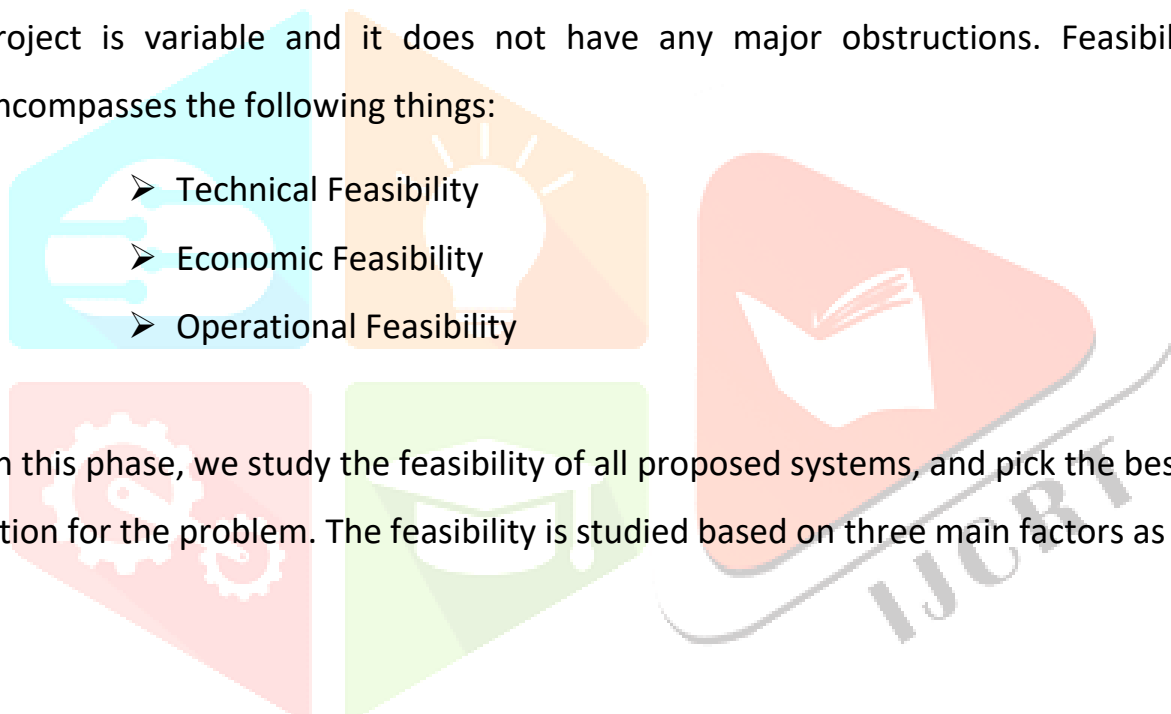 roject is variable and it does not have any major obstructions. Feasibil
ncompasses the following things:
➢ Technical Feasibility
➢ Economic Feasibility
➢ Operational Feasibility
n this phase, we study the feasibility of all proposed systems, and pick the bes
tion for the problem. The feasibility is studied based on three main factors as
IJCRT